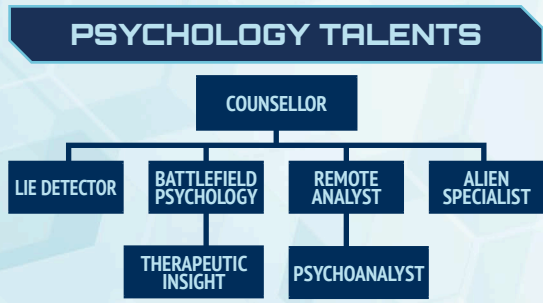 PSYCHOLOGY TALENTS
COUNSELLOR
LIE DETECTOR
BATTLEFIELD
PSYCHOLOGY
REMOTE
ANALYST
ALIEN
SPECIALIST
THERAPEUTIC
INSIGHT
PSYCHOANALYST